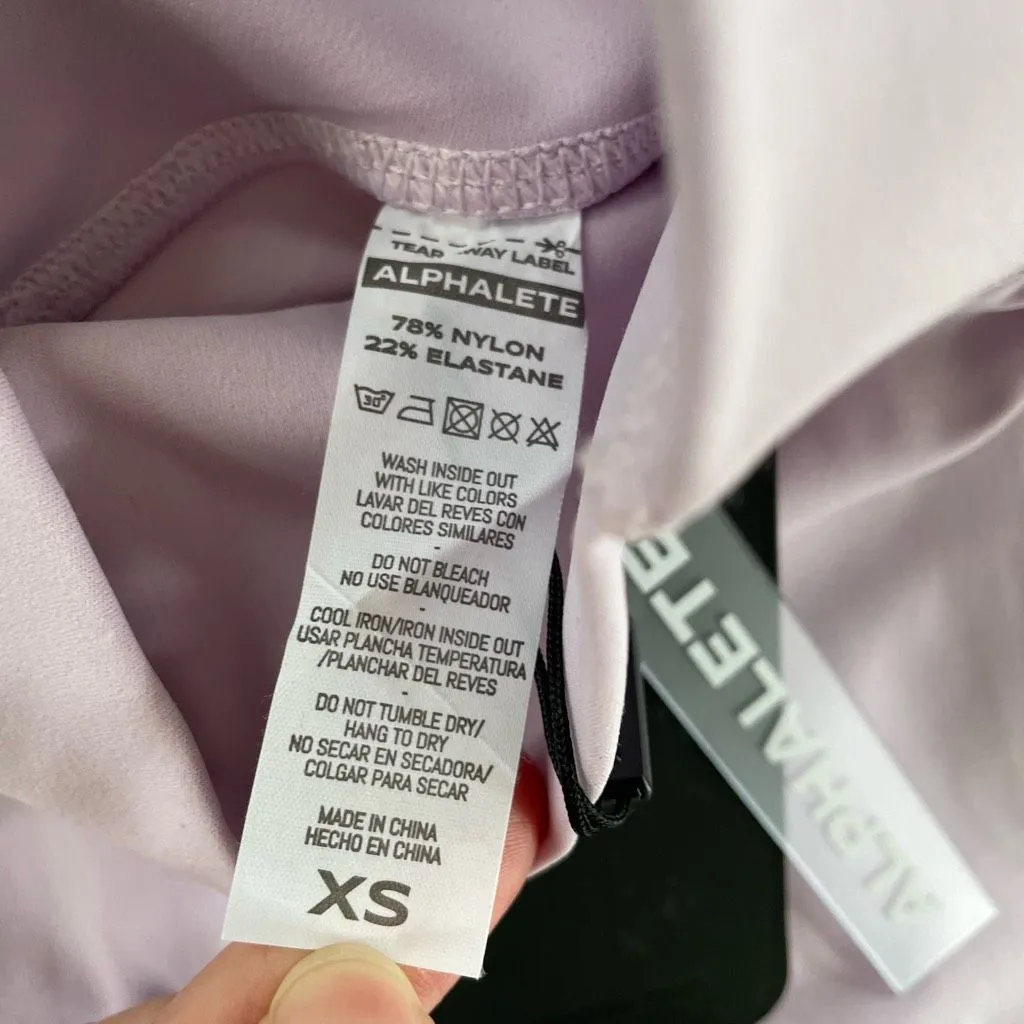 TEAR WAY LABEL
ALPHALETE
78% NYLON
22% ELASTANE
30°
WASH INSIDE OUT
WITH LIKE COLORS
LAVAR DEL REVES CON
COLORES SIMILARES
-
DO NOT BLEACH
NO USE BLANQUEADOR
-
COOL IRON/IRON INSIDE OUT
USAR PLANCHA TEMPERATURA
/PLANCHAR DEL REVES
-
DO NOT TUMBLE DRY/
HANG TO DRY
NO SECAR EN SECADORA/
COLGAR PARA SECAR
MADE IN CHINA
HECHO EN CHINA
XS
ALPHALETE